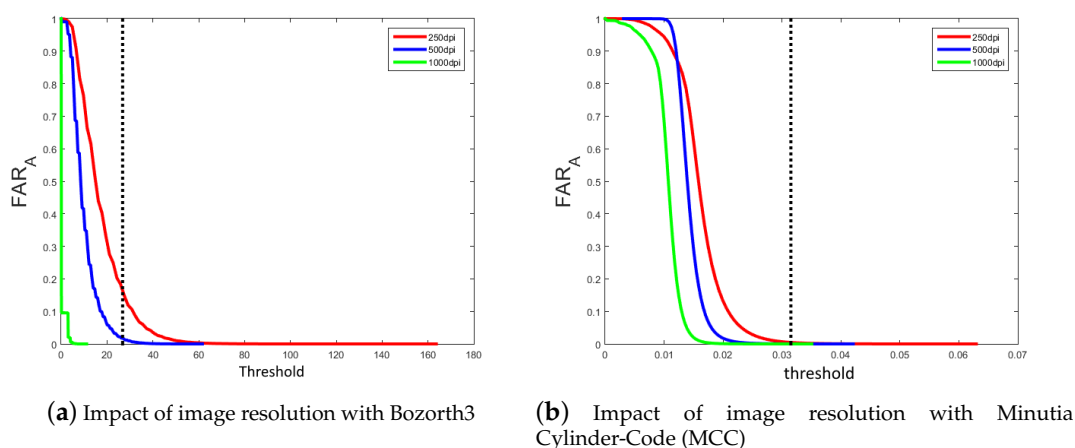 1
0.9
0.8
0.7
0.6
0.5
0.4
0.3
0.2
0.1
0
FAR_A
0 20 40 60 80 100 120 140 160 180
Threshold
250dpi
500dpi
1000dpi
(a) Impact of image resolution with Bozorth3
1
0.9
0.8
0.7
0.6
0.5
0.4
0.3
0.2
0.1
0
FAR_A
0 0.01 0.02 0.03 0.04 0.05 0.06 0.07
threshold
250dpi
500dpi
1000dpi
(b) Impact of image resolution with Minutia
Cylinder-Code (MCC)